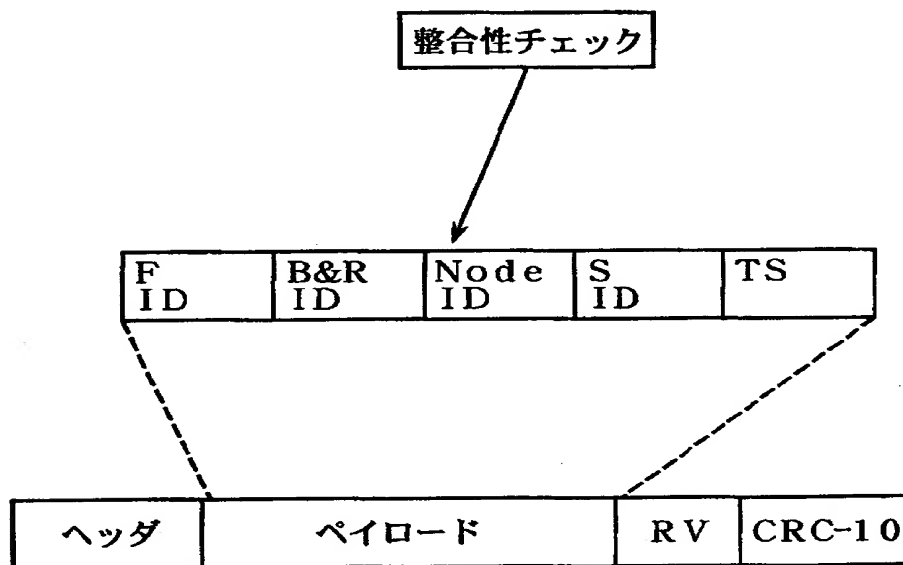 整合性チェック
F ID
B&R ID
Node ID
S ID
TS
ヘッダ
ペイロード
RV
CRC-10